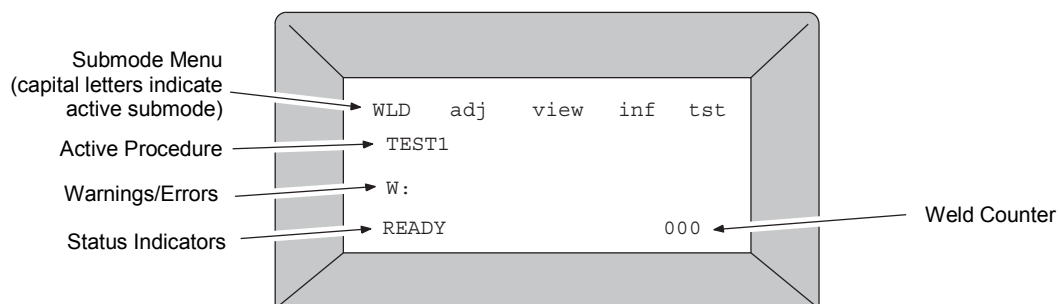 Submode Menu
(capital letters indicate
active submode)
WLD adj view inf tst
Active Procedure
TEST1
Warnings/Errors
W:
Status Indicators
READY 000
Weld Counter